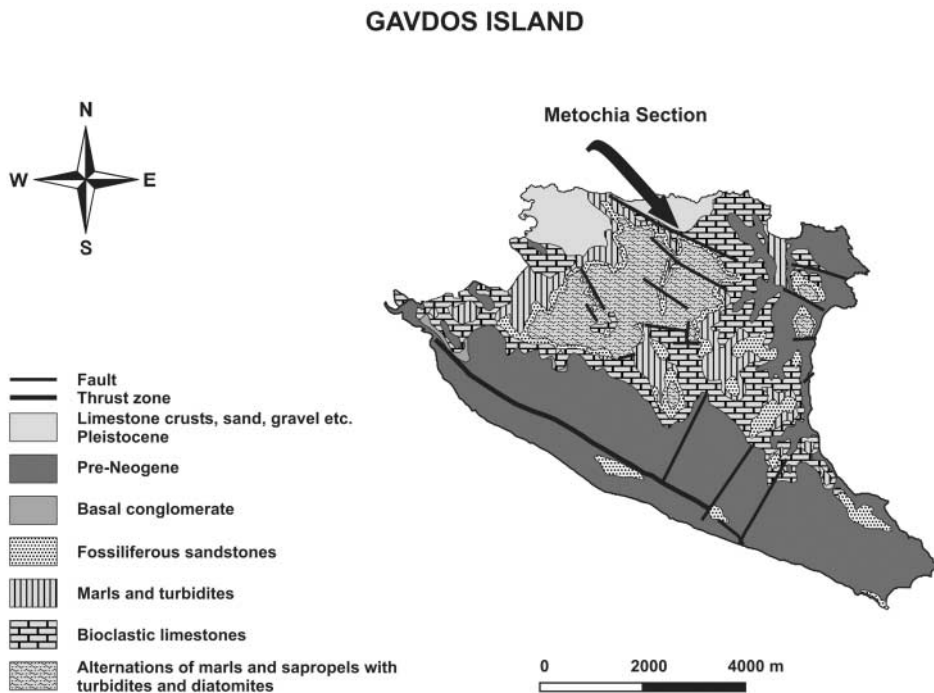 GAVDOS ISLAND
Metochia Section
N
W
E
S
Fault
Thrust zone
Limestone crusts, sand, gravel etc.
Pleistocene
Pre-Neogene
Basal conglomerate
Fossiliferous sandstones
Marls and turbidites
Bioclastic limestones
Alternations of marls and sapropels with
turbidites and diatomites
0 2000 4000 m